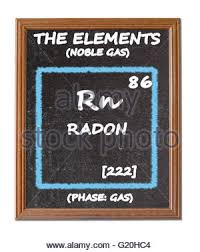 THE ELEMENTS
(NOBLE GAS)
86
Rn
RADON
[222]
(PHASE: GAS)
alamy stock photo
www.alamy.com - G20HC4